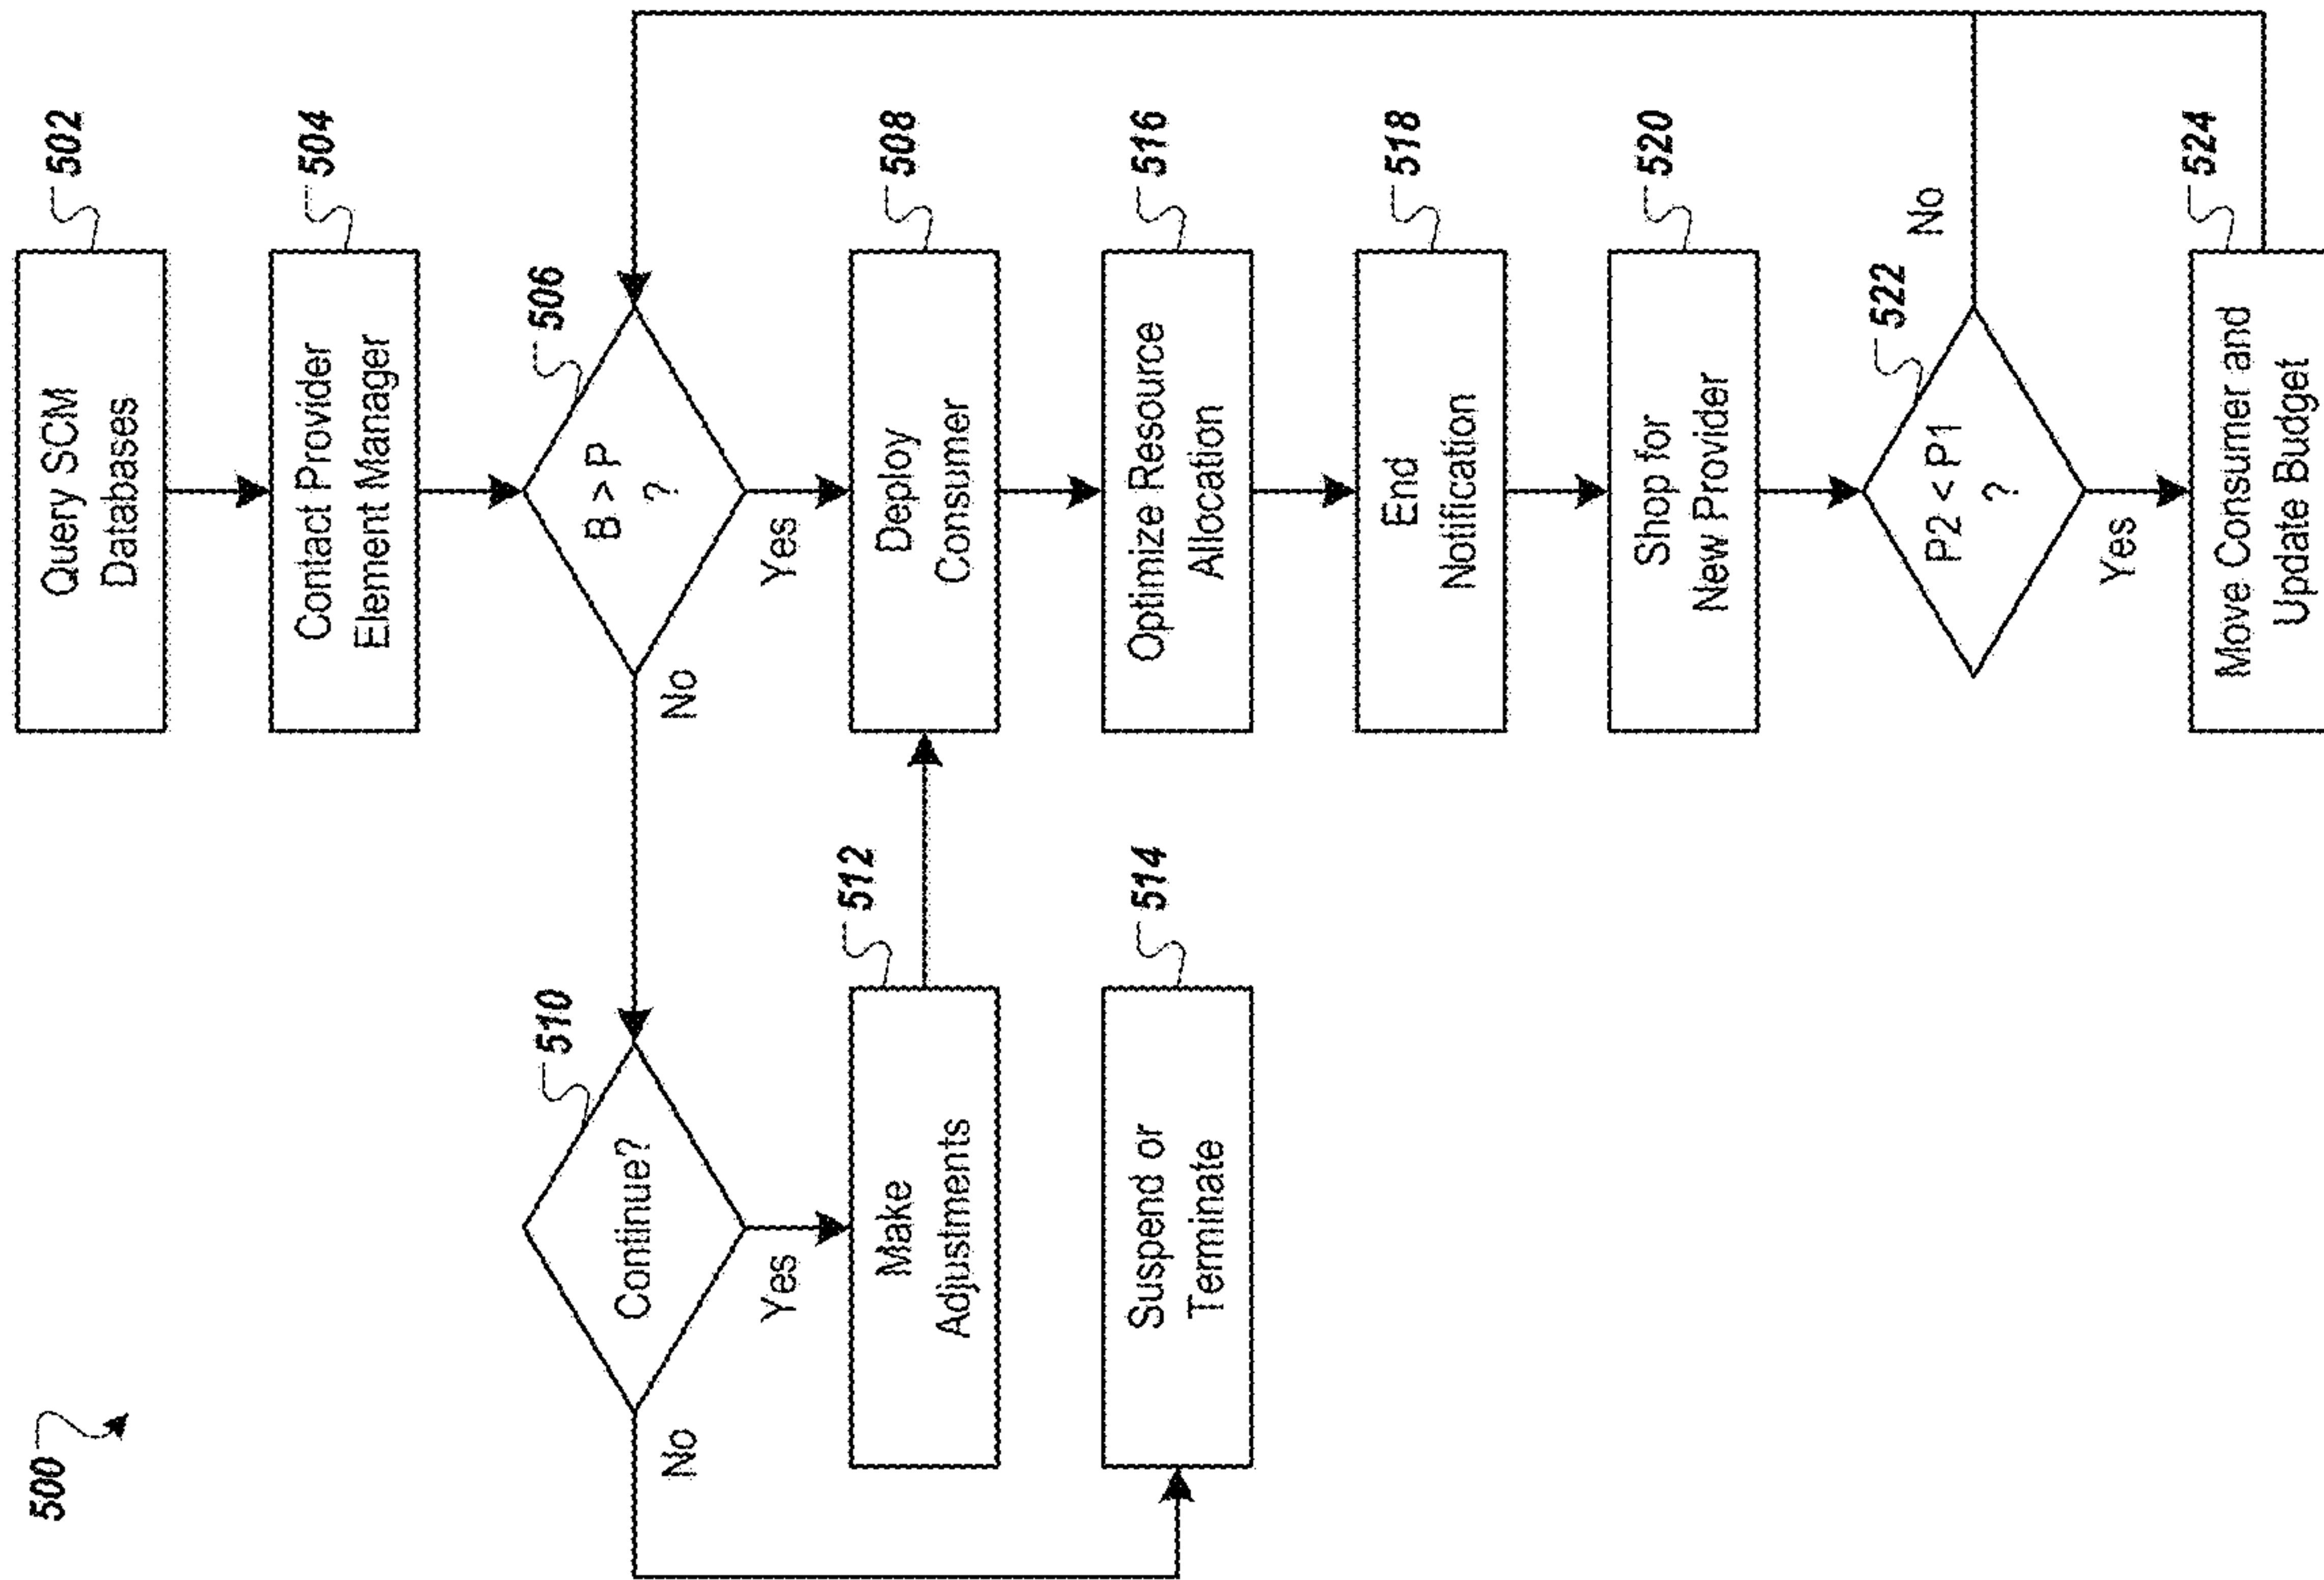 500
Query SCM
Databases
502
Contact Provider
Element Manager
504
B > P
?
506
No
Yes
Continue?
510
No
Yes
Make
Adjustments
512
Deploy
Consumer
508
Suspend or
Terminate
514
Optimize Resource
Allocation
516
End
Notification
518
Shop for
New Provider
520
P2 < P1
?
522
No
Yes
Move Consumer and
Update Budget
524